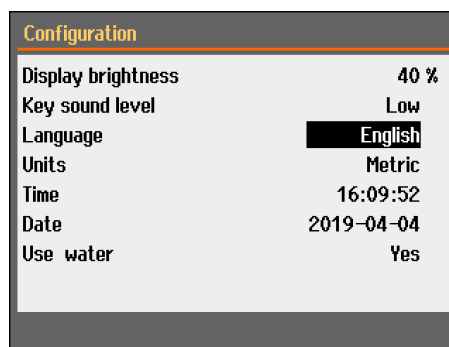 Configuration
Display brightness 40 %
Key sound level Low
Language English
Units Metric
Time 16:09:52
Date 2019-04-04
Use water Yes